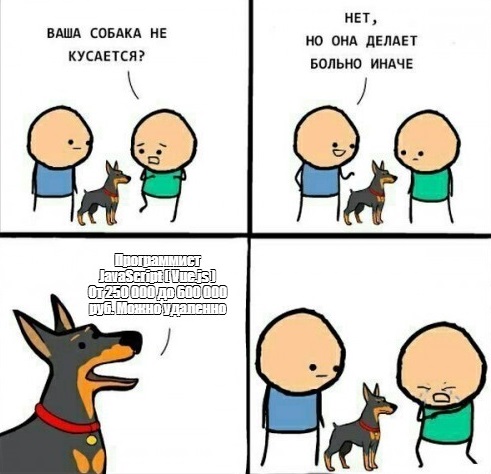 ВАША СОБАКА НЕ
КУСАЕТСЯ?
НЕТ,
НО ОНА ДЕЛАЕТ
БОЛЬНО ИНАЧЕ
Программист
JavaScript ( Vue.js )
От 250 000 до 600 000
руб. Можно удаленно